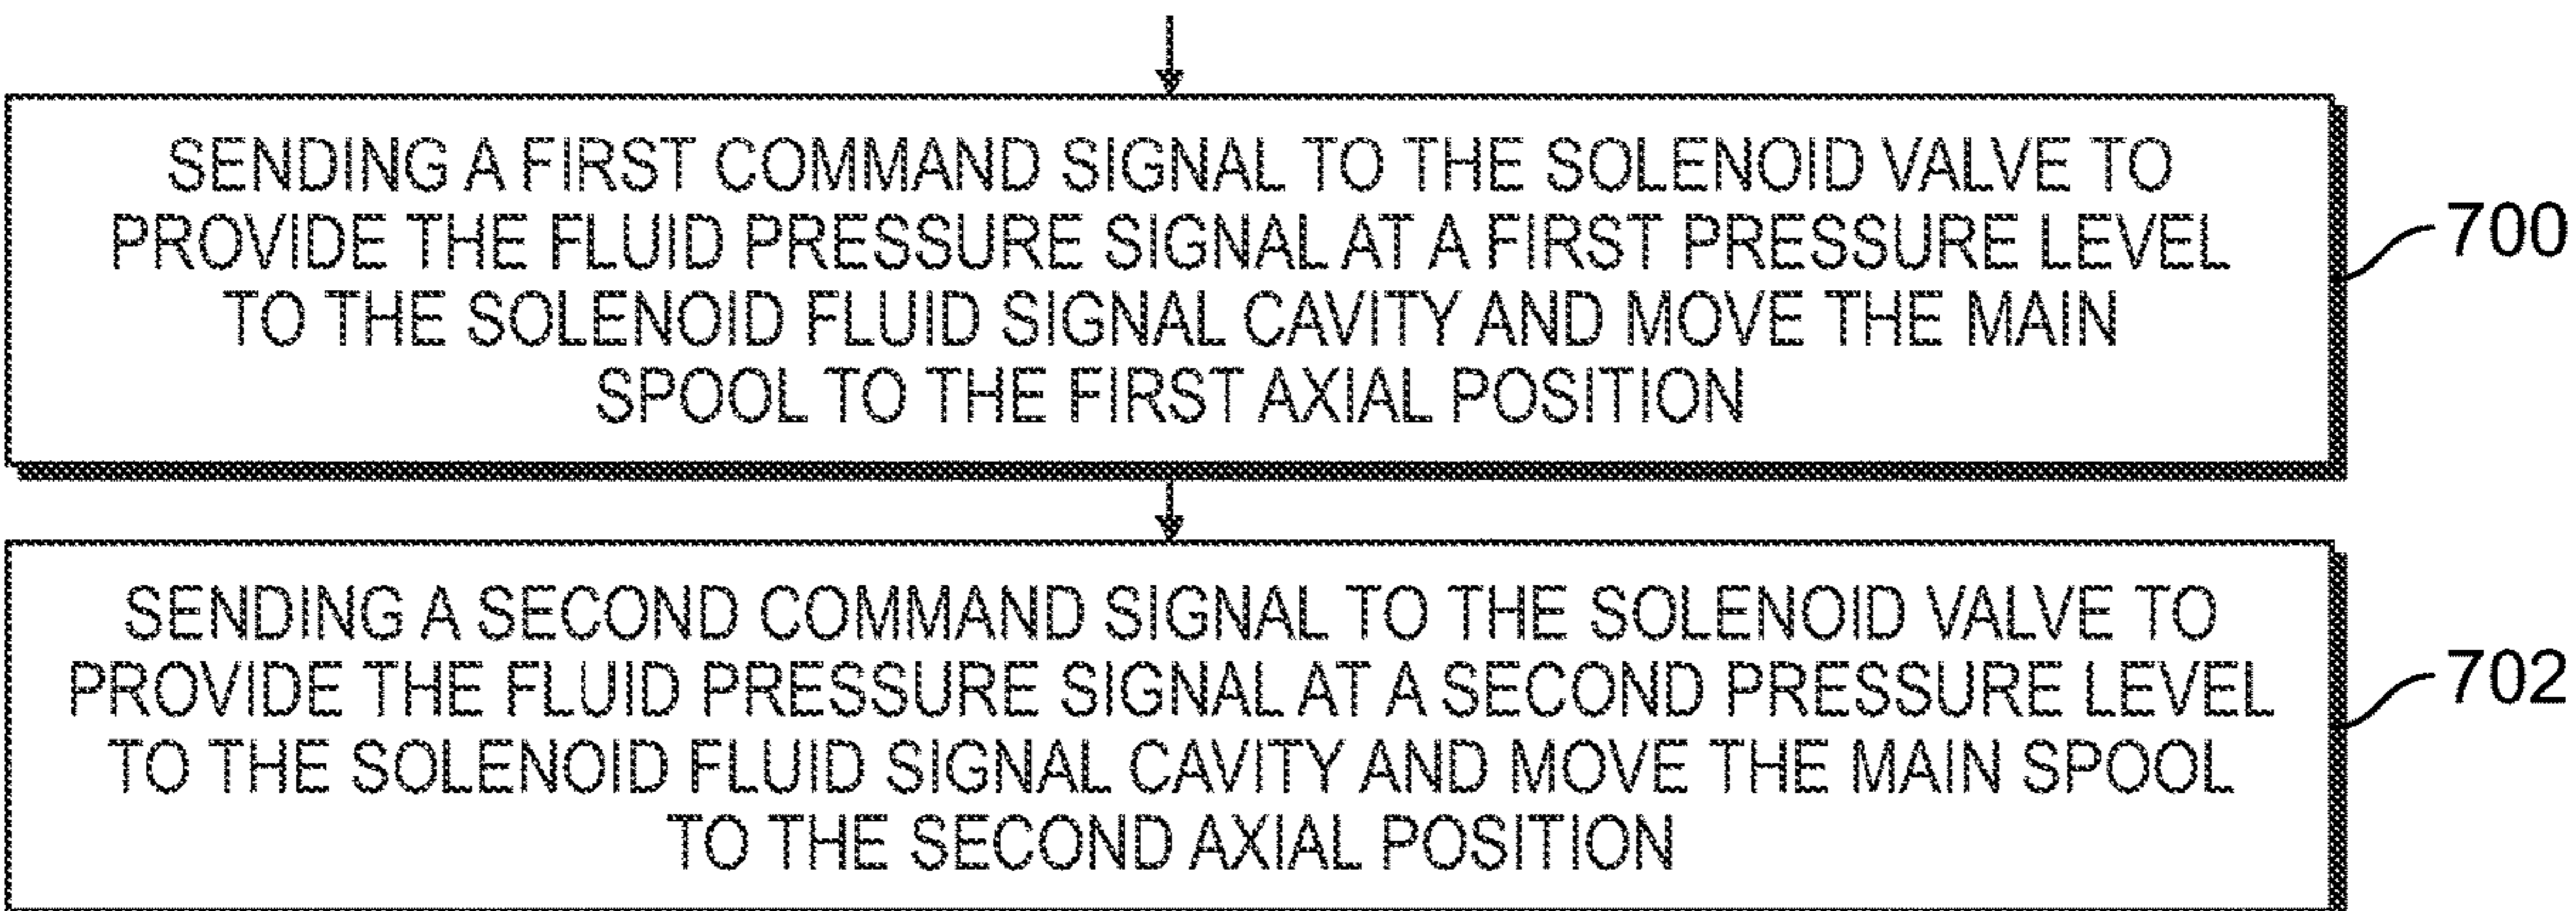 SENDING A FIRST COMMAND SIGNAL TO THE SOLENOID VALVE TO
PROVIDE THE FLUID PRESSURE SIGNAL AT A FIRST PRESSURE LEVEL
TO THE SOLENOID FLUID SIGNAL CAVITY AND MOVE THE MAIN
SPOOL TO THE FIRST AXIAL POSITION
700
SENDING A SECOND COMMAND SIGNAL TO THE SOLENOID VALVE TO
PROVIDE THE FLUID PRESSURE SIGNAL AT A SECOND PRESSURE LEVEL
TO THE SOLENOID FLUID SIGNAL CAVITY AND MOVE THE MAIN SPOOL
TO THE SECOND AXIAL POSITION
702